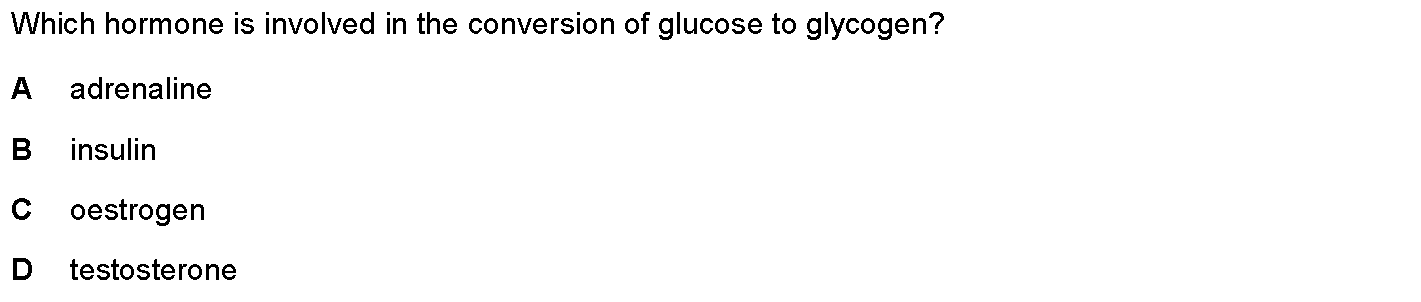 Which hormone is involved in the conversion of glucose to glycogen?
A adrenaline
B insulin
C oestrogen
D testosterone